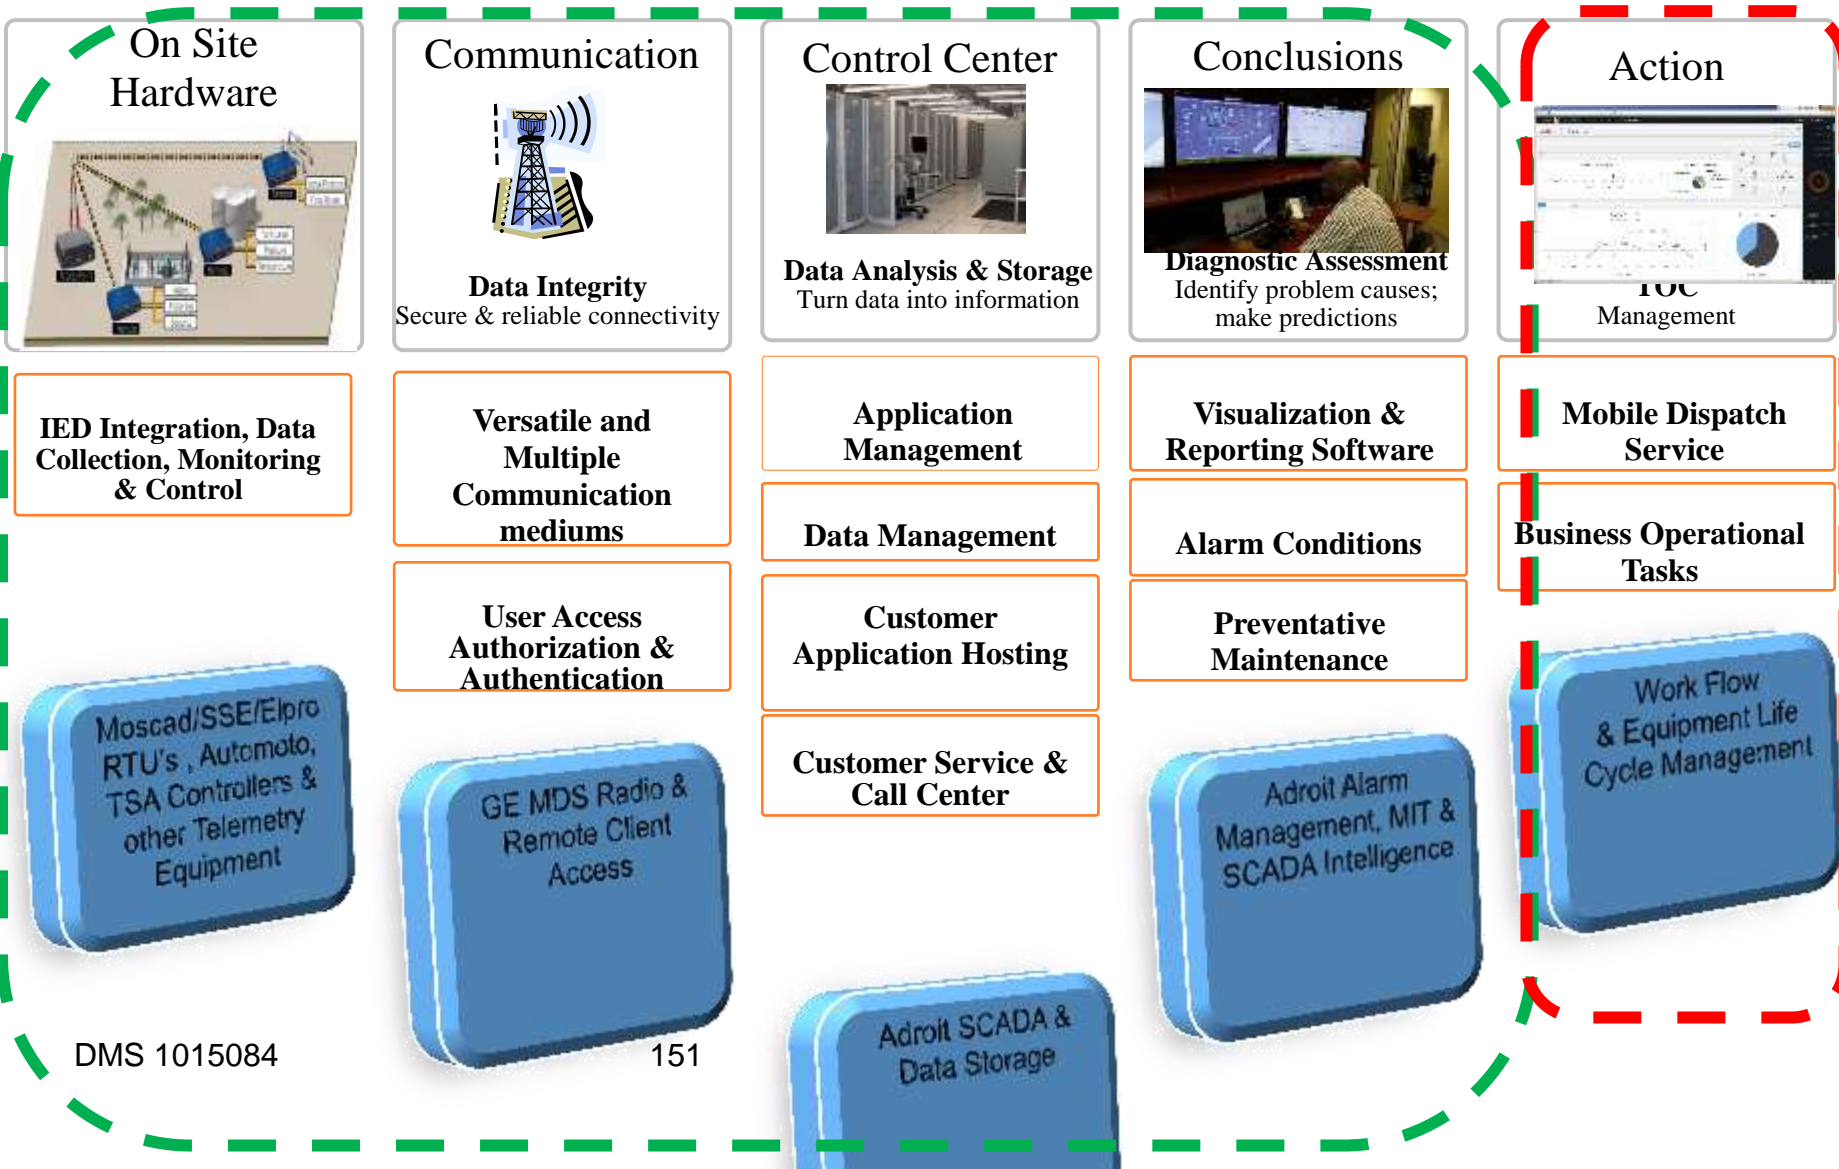 On Site
Hardware
IED Integration, Data
Collection, Monitoring
& Control
Moscad/SSE/Elpro
RTU's , Automoto,
TSA Controllers &
other Telemetry
Equipment
Communication
Data Integrity
Secure & reliable connectivity
Versatile and
Multiple
Communication
mediums
User Access
Authorization &
Authentication
GE MDS Radio &
Remote Client
Access
Control Center
Data Analysis & Storage
Turn data into information
Application
Management
Data Management
Customer
Application Hosting
Customer Service &
Call Center
Adroit SCADA &
Data Storage
Conclusions
Diagnostic Assessment
Identify problem causes;
make predictions
Visualization &
Reporting Software
Alarm Conditions
Preventative
Maintenance
Adroit Alarm
Management, MIT &
SCADA Intelligence
Action
TOC
Management
Mobile Dispatch
Service
Business Operational
Tasks
Work Flow
& Equipment Life
Cycle Management
DMS 1015084
151